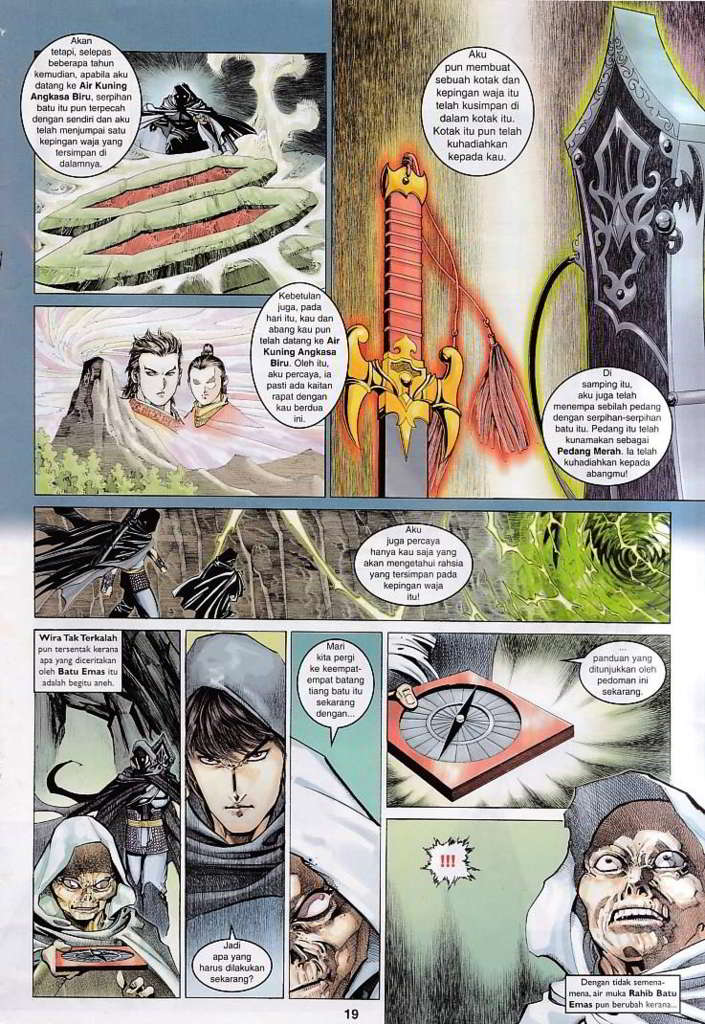 Akan
tetapi, selepas
beberapa tahun
kemudian, apabila aku
datang ke Air Kuning
Angkasa Biru, serpihan
batu itu pun terpecah
dengan sendiri dan aku
telah menjumpai satu
kepingan waja yang
tersimpan di
dalamnya.
Aku
pun membuat
sebuah kotak dan
kepingan waja itu
telah kusimpan di
dalam kotak itu.
Kotak itu pun telah
kuhadiahkan
kepada kau.
Kebetulan
juga, pada
hari itu, kau dan
abang kau pun
telah datang ke Air
Kuning Angkasa
Biru. Oleh itu,
aku percaya, ia
pasti ada kaitan
rapat dengan
kau berdua
ini.
Di
samping itu,
aku juga telah
menempa sebilah pedang
dengan serpihan-serpihan
batu itu. Pedang itu telah
kunamakan sebagai
Pedang Merah. Ia telah
kuhadiahkan kepada
abangmu!
Aku
juga percaya
hanya kau saja yang
akan mengetahui rahsia
yang tersimpan pada
kepingan waja
itu!
Wira Tak Terkalah
pun tersentak kerana
apa yang diceritakan
oleh Batu Emas itu
adalah begitu aneh.
Jadi
apa yang
harus dilakukan
sekarang?
Mari
kita pergi
ke keempat-
empat batang
tiang batu itu
sekarang
dengan...
...
panduan yang
ditunjukkan oleh
pedoman ini
sekarang.
!!!
Dengan tidak semena-
mena, air muka Rahib Batu
Emas pun berubah kerana...
19